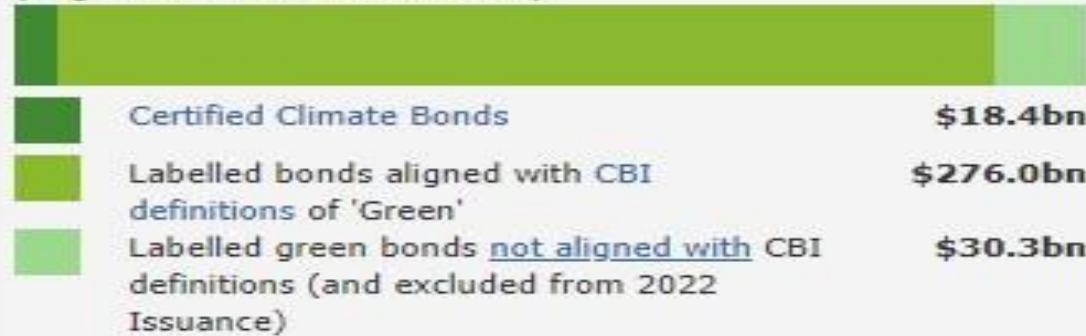 Certified Climate Bonds $18.4bn
Labelled bonds aligned with CBI $276.0bn
definitions of 'Green'
Labelled green bonds not aligned with CBI $30.3bn
definitions (and excluded from 2022
Issuance)